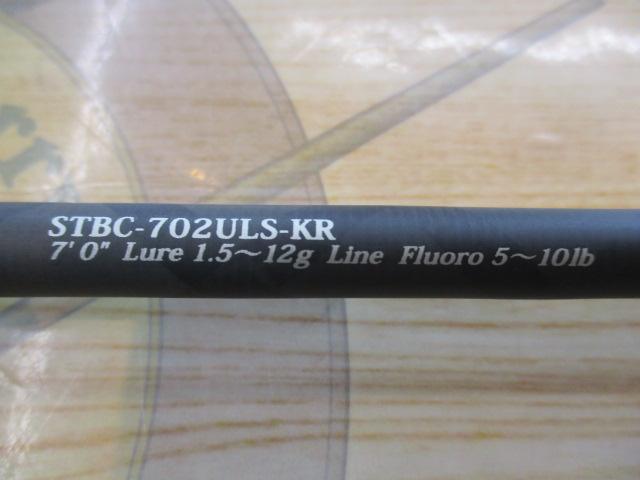 STBC-702ULS-KR
7' 0" Lure 1.5～12g Line Fluoro 5～10lb